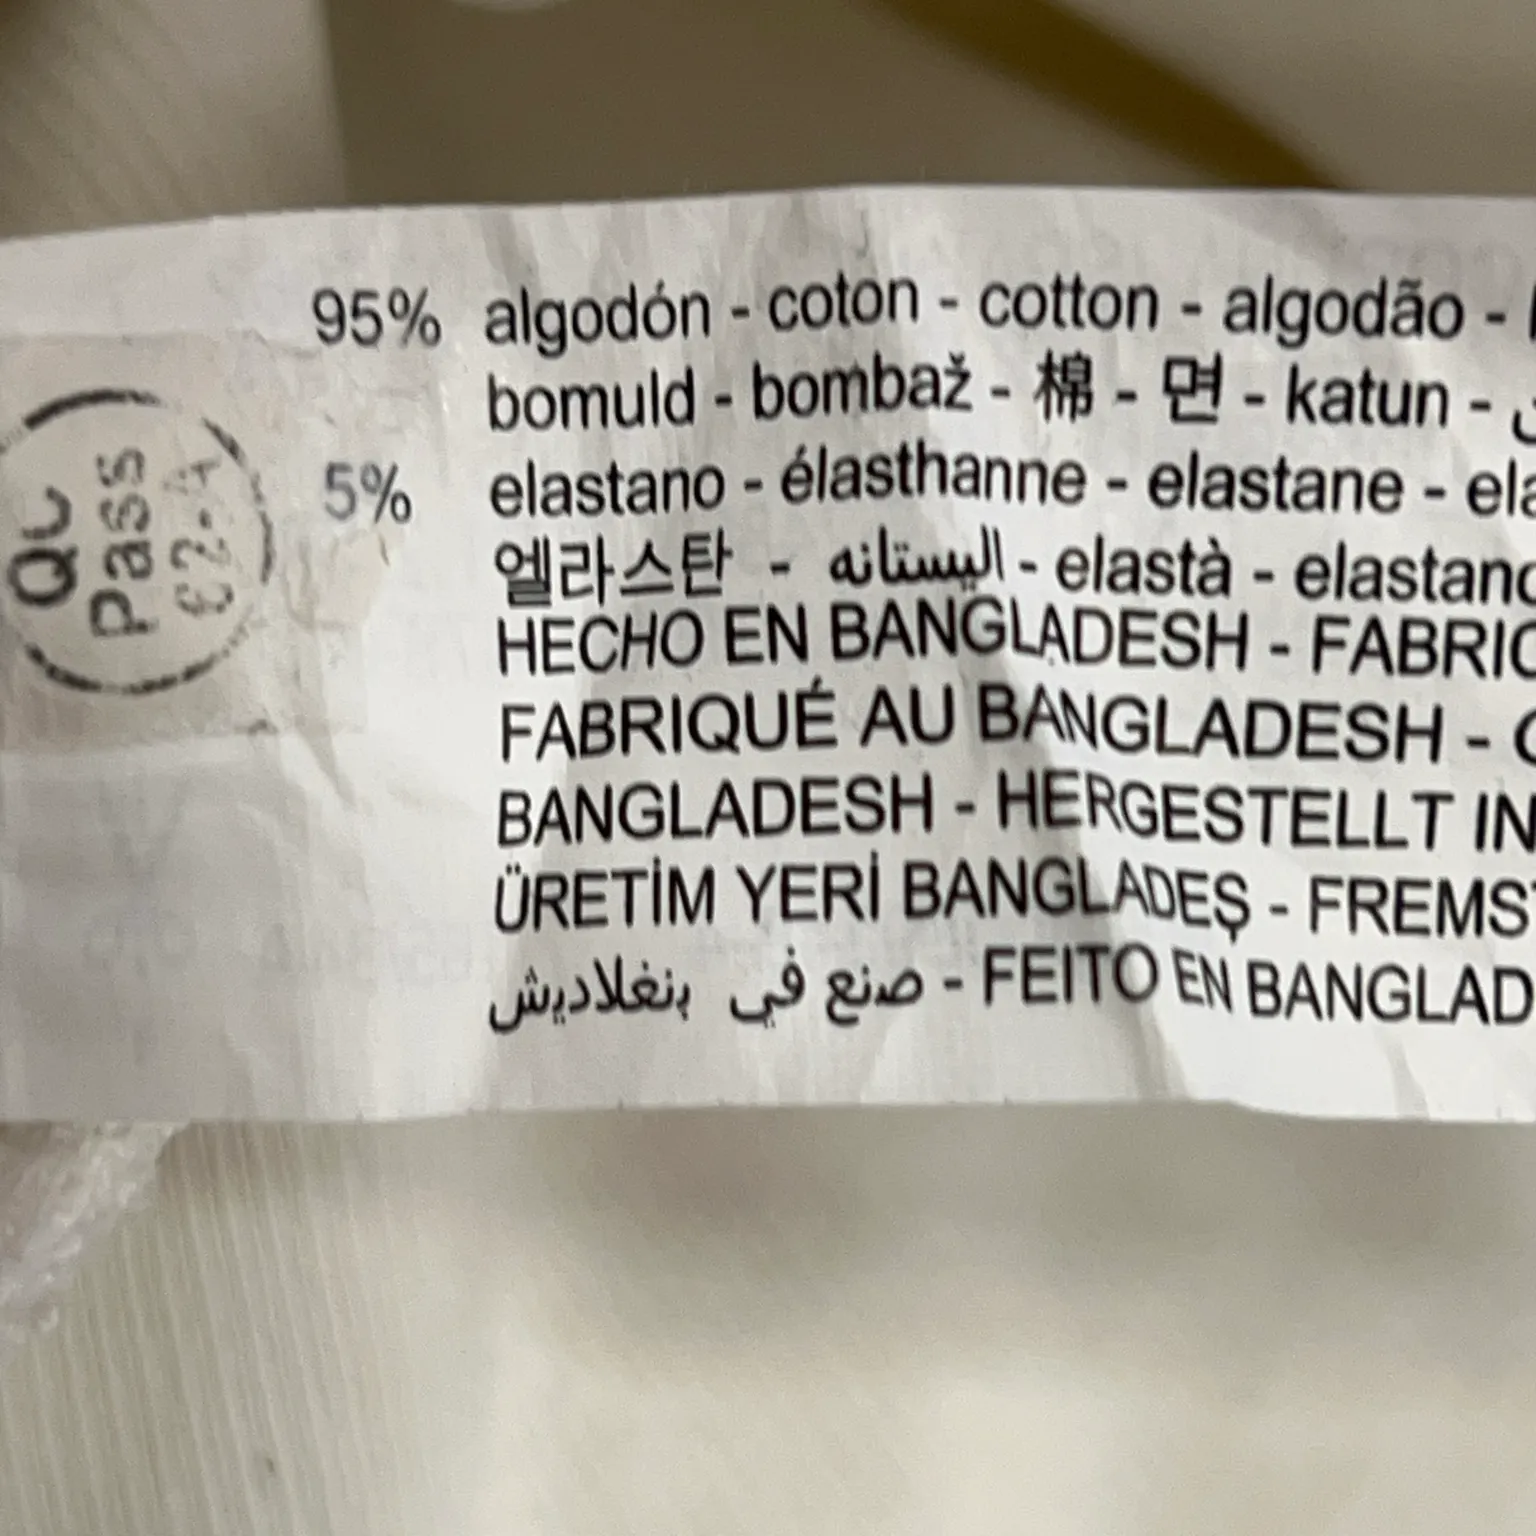 QC
Pass
95% algodón - coton - cotton - algodão -
bomuld - bombaž - 棉 - 면 - katun -
5% elastano - élasthanne - elastane - ela
엘라스탄 - اليستانه - elastà - elastano
HECHO EN BANGLADESH - FABRIC
FABRIQUÉ AU BANGLADESH -
BANGLADESH - HERGESTELLT IN
ÜRETİM YERİ BANGLADEŞ - FREMST
صنع في بنغلاديش - FEITO EN BANGLAD